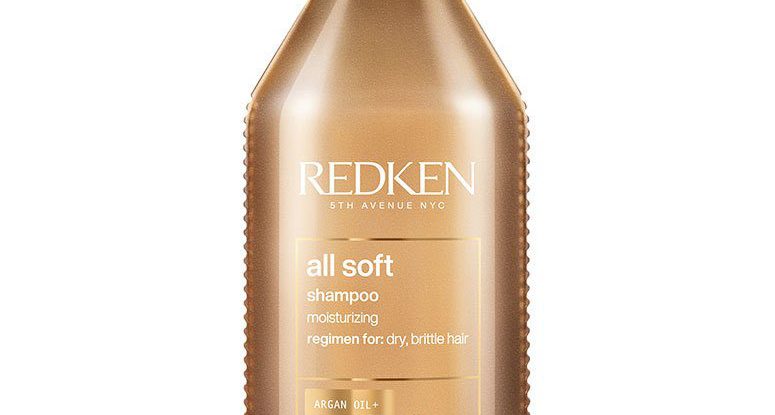 REDKEN
5TH AVENUE NYC
all soft
shampoo
moisturizing
regimen for: dry, brittle hair
ARGAN OIL+